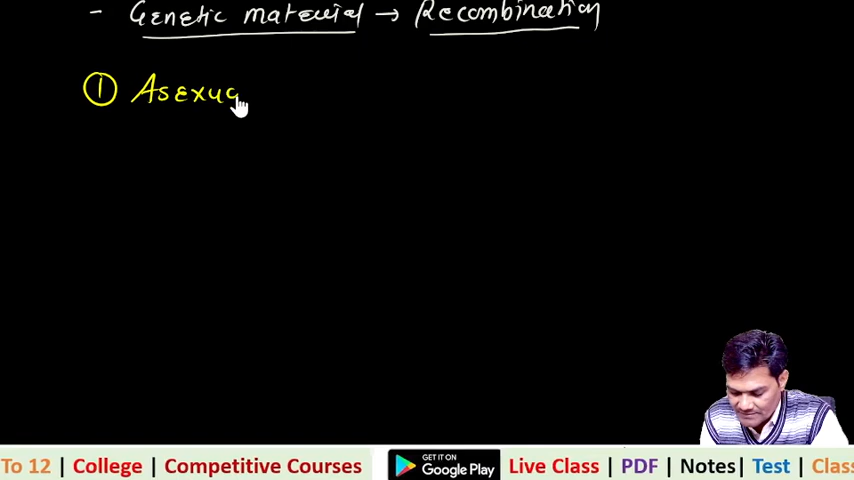 - Genetic material → Recombination
① Asexua
To 12 | College | Competitive Courses GET IT ON Google Play Live Class | PDF | Notes| Test | Class